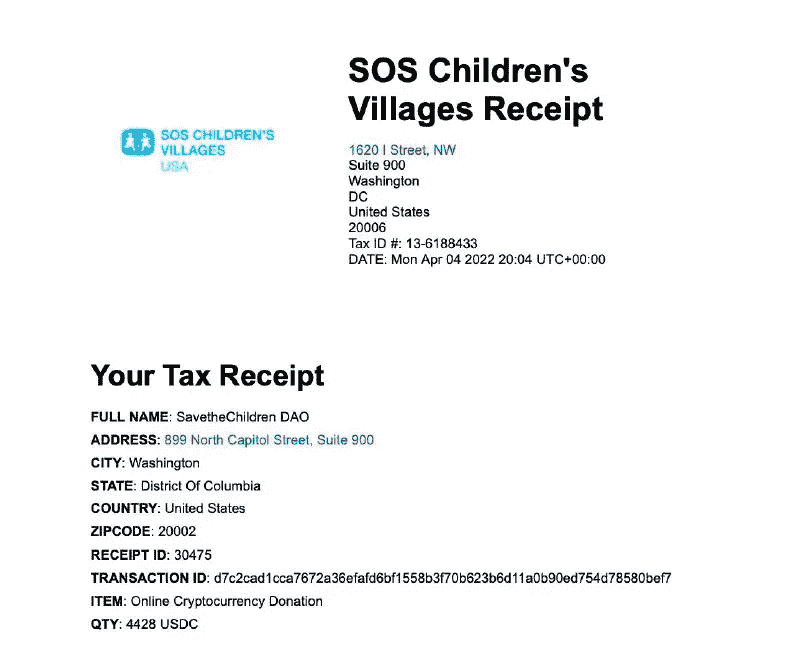 SOS Children's
Villages Receipt
SOS CHILDREN'S
VILLAGES
USA
1620 I Street, NW
Suite 900
Washington
DC
United States
20006
Tax ID #: 13-6188433
DATE: Mon Apr 04 2022 20:04 UTC+00:00
Your Tax Receipt
FULL NAME: SavetheChildren DAO
ADDRESS: 899 North Capitol Street, Suite 900
CITY: Washington
STATE: District Of Columbia
COUNTRY: United States
ZIPCODE: 20002
RECEIPT ID: 30475
TRANSACTION ID: d7c2cad1cca7672a36efafd6bf1558b3f70b623b6d11a0b90ed754d78580bef7
ITEM: Online Cryptocurrency Donation
QTY: 4428 USDC